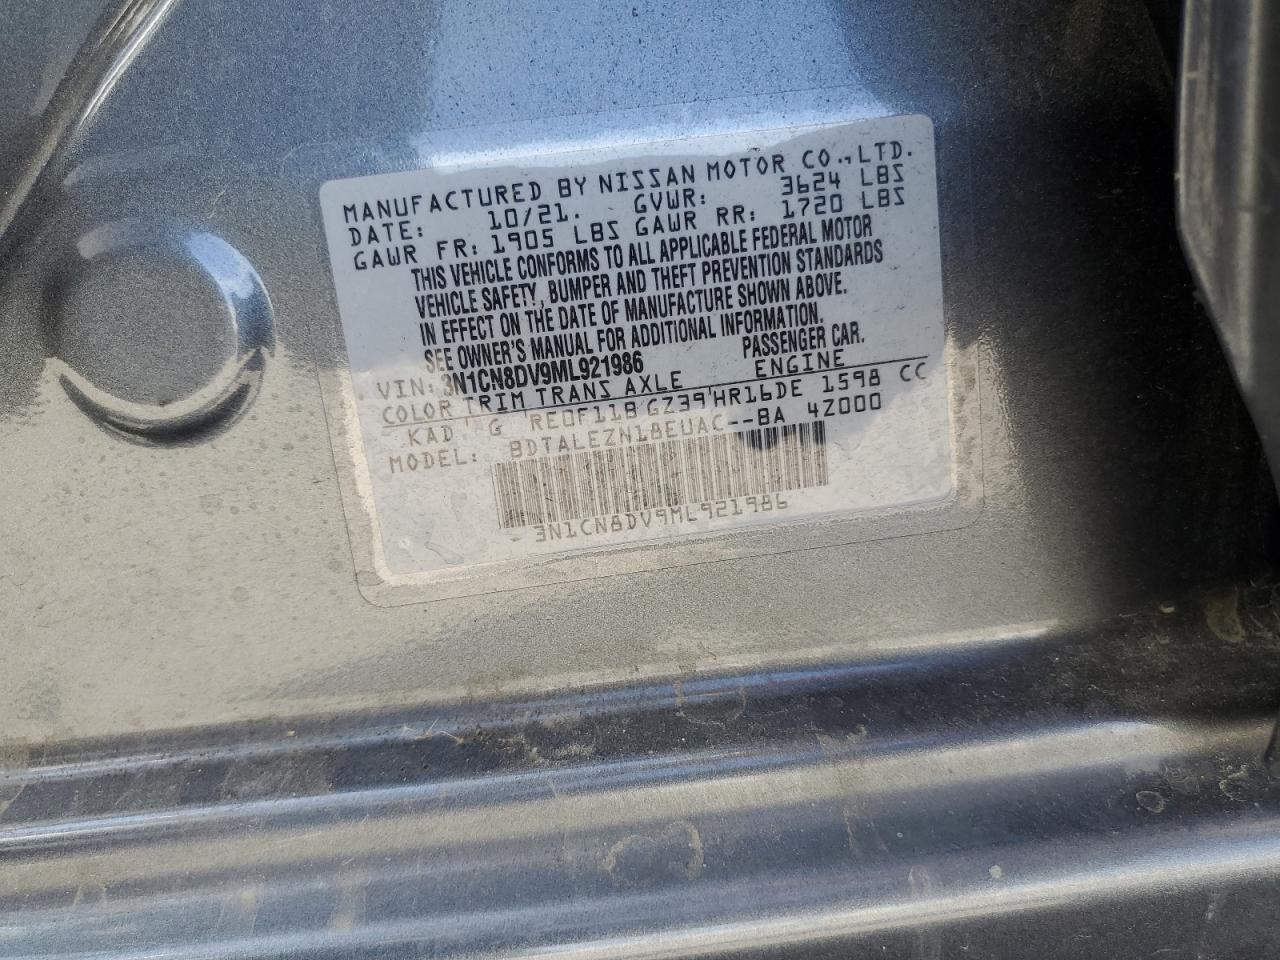 MANUFACTURED BY NISSAN MOTOR CO.,LTD.
DATE: 10/21. GVWR: 3624 LBS
GAWR FR: 1905 LBS GAWR RR: 1720 LBS
THIS VEHICLE CONFORMS TO ALL APPLICABLE FEDERAL MOTOR
VEHICLE SAFETY, BUMPER AND THEFT PREVENTION STANDARDS
IN EFFECT ON THE DATE OF MANUFACTURE SHOWN ABOVE.
SEE OWNER'S MANUAL FOR ADDITIONAL INFORMATION.
VIN: 3N1CN8DV9ML921986 PASSENGER CAR.
COLOR TRIM TRANS AXLE ENGINE
KAD G RE0F11B GZ39 HR16DE 1598 CC
MODEL: BDTALEZN18EUAC--BA 42000
3N1CN8DV9ML921986